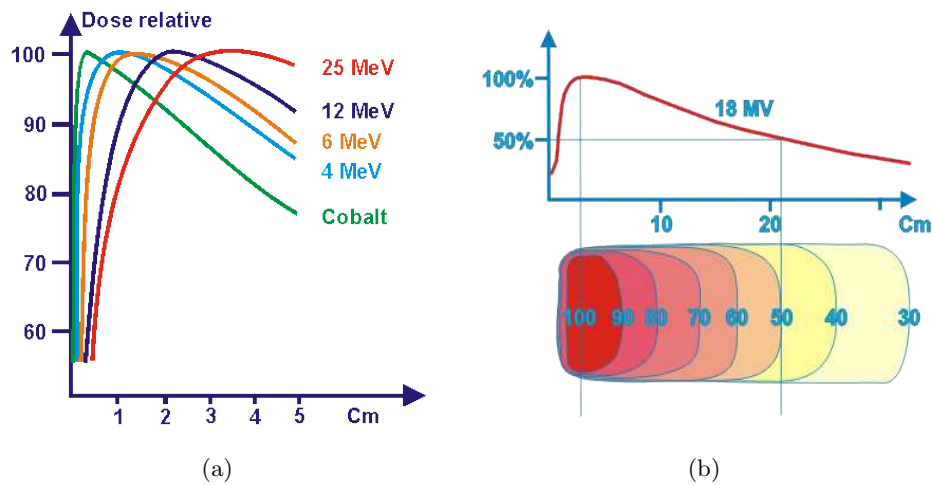 Dose relative
100
90
80
70
60
25 MeV
12 MeV
6 MeV
4 MeV
Cobalt
1 2 3 4 5
Cm
(a)
100%
50%
18 MV
10 20
Cm
100 90 80 70 60 50 40 30
(b)